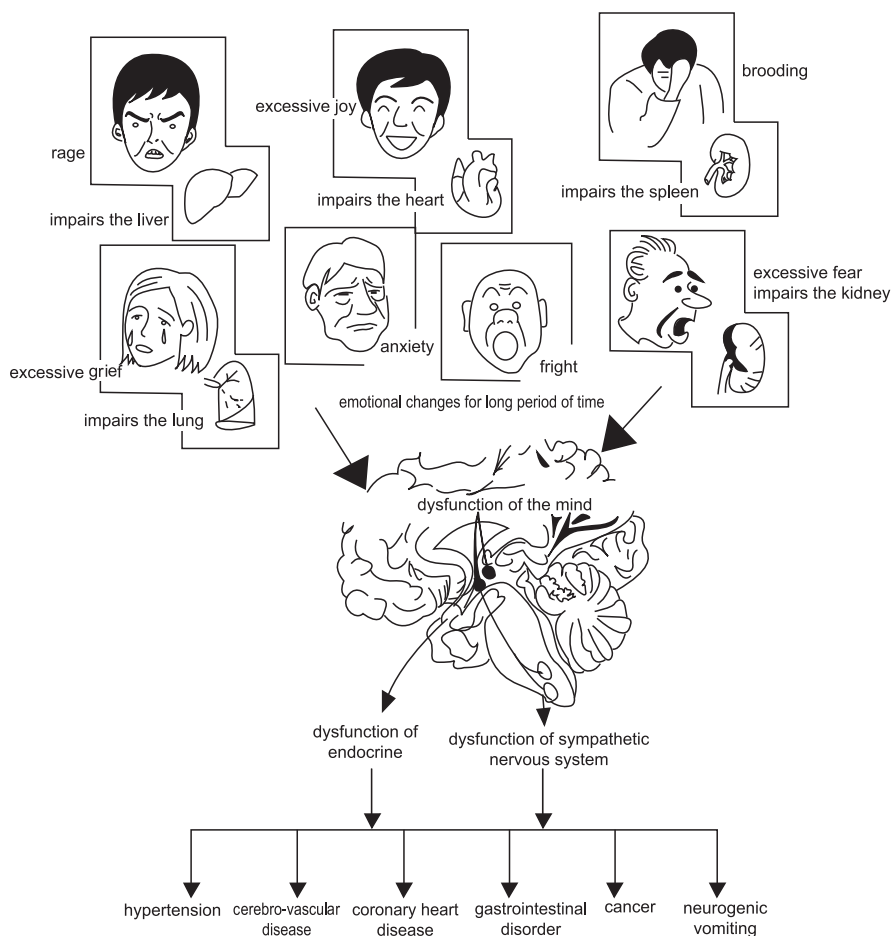 rage
impairs the liver
excessive joy
impairs the heart
brooding
impairs the spleen
excessive grief
impairs the lung
anxiety
fright
excessive fear
impairs the kidney
emotional changes for long period of time
dysfunction of the mind
dysfunction of
endocrine
dysfunction of sympathetic
nervous system
hypertension
cerebro-vascular
disease
coronary heart
disease
gastrointestinal
disorder
cancer
neurogenic
vomiting